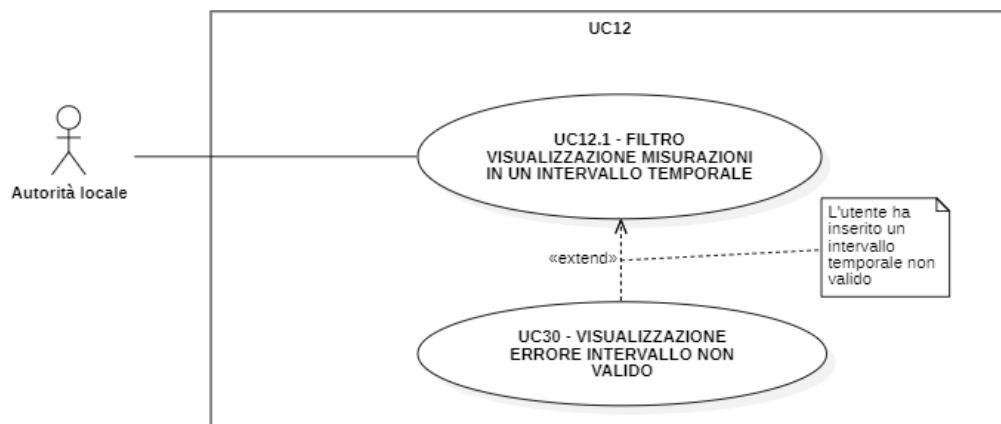 UC12
UC12.1 - FILTRO
VISUALIZZAZIONE MISURAZIONI
IN UN INTERVALLO TEMPORALE
Autorità locale
L'utente ha
inserito un
intervallo
temporale non
valido
«extend»
UC30 - VISUALIZZAZIONE
ERRORE INTERVALLO NON
VALIDO